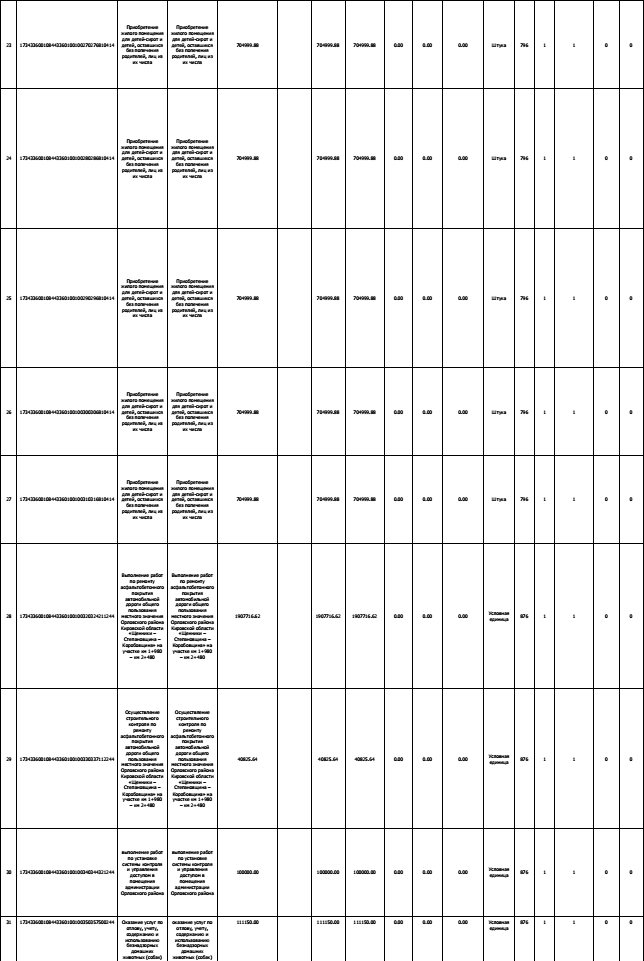 23 173433600108443360100100270276810414 Приобретение жилого помещения для детей-сирот и детей, оставшихся без попечения родителей, лиц из их числа Приобретение жилого помещения для детей-сирот и детей, оставшихся без попечения родителей, лиц из их числа 704999.88 704999.88 704999.88 0.00 0.00 0.00 Штука 796 1 1 0 0
24 173433600108443360100100280286810414 Приобретение жилого помещения для детей-сирот и детей, оставшихся без попечения родителей, лиц из их числа Приобретение жилого помещения для детей-сирот и детей, оставшихся без попечения родителей, лиц из их числа 704999.88 704999.88 704999.88 0.00 0.00 0.00 Штука 796 1 1 0 0
25 173433600108443360100100290296810414 Приобретение жилого помещения для детей-сирот и детей, оставшихся без попечения родителей, лиц из их числа Приобретение жилого помещения для детей-сирот и детей, оставшихся без попечения родителей, лиц из их числа 704999.88 704999.88 704999.88 0.00 0.00 0.00 Штука 796 1 1 0 0
26 173433600108443360100100300306810414 Приобретение жилого помещения для детей-сирот и детей, оставшихся без попечения родителей, лиц из их числа Приобретение жилого помещения для детей-сирот и детей, оставшихся без попечения родителей, лиц из их числа 704999.88 704999.88 704999.88 0.00 0.00 0.00 Штука 796 1 1 0 0
27 173433600108443360100100310316810414 Приобретение жилого помещения для детей-сирот и детей, оставшихся без попечения родителей, лиц из их числа Приобретение жилого помещения для детей-сирот и детей, оставшихся без попечения родителей, лиц из их числа 704999.88 704999.88 704999.88 0.00 0.00 0.00 Штука 796 1 1 0 0
28 173433600108443360100100320324211244 Выполнение работ по ремонту асфальтобетонного покрытия автомобильной дороги общего пользования местного значения Орловского района Кировской области «Щенники – Степановщина – Коробовщина» на участке км 1+980 – км 2+480 Выполнение работ по ремонту асфальтобетонного покрытия автомобильной дороги общего пользования местного значения Орловского района Кировской области «Щенники – Степановщина – Коробовщина» на участке км 1+980 – км 2+480 1907716.62 1907716.62 1907716.62 0.00 0.00 0.00 Условная единица 876 1 1 0 0
29 173433600108443360100100330337112244 Осуществление строительного контроля по ремонту асфальтобетонного покрытия автомобильной дороги общего пользования местного значения Орловского района Кировской области «Щенники – Степановщина – Коробовщина» на участке км 1+980 – км 2+480 Осуществление строительного контроля по ремонту асфальтобетонного покрытия автомобильной дороги общего пользования местного значения Орловского района Кировской области «Щенники – Степановщина – Коробовщина» на участке км 1+980 – км 2+480 40825.64 40825.64 40825.64 0.00 0.00 0.00 Условная единица 876 1 1 0 0
30 173433600108443360100100340344321244 выполнение работ по установке системы контроля и управления доступом в помещения администрации Орловского района выполнение работ по установке системы контроля и управления доступом в помещения администрации Орловского района 100000.00 100000.00 100000.00 0.00 0.00 0.00 Условная единица 876 1 1 0 0
31 173433600108443360100100350357500244 Оказание услуг по отлову, учету, содержанию и использованию безнадзорных домашних животных (собак) оказание услуг по отлову, учету, содержанию и использованию безнадзорных домашних животных (собак) 111150.00 111150.00 111150.00 0.00 0.00 0.00 Условная единица 876 1 1 0 0